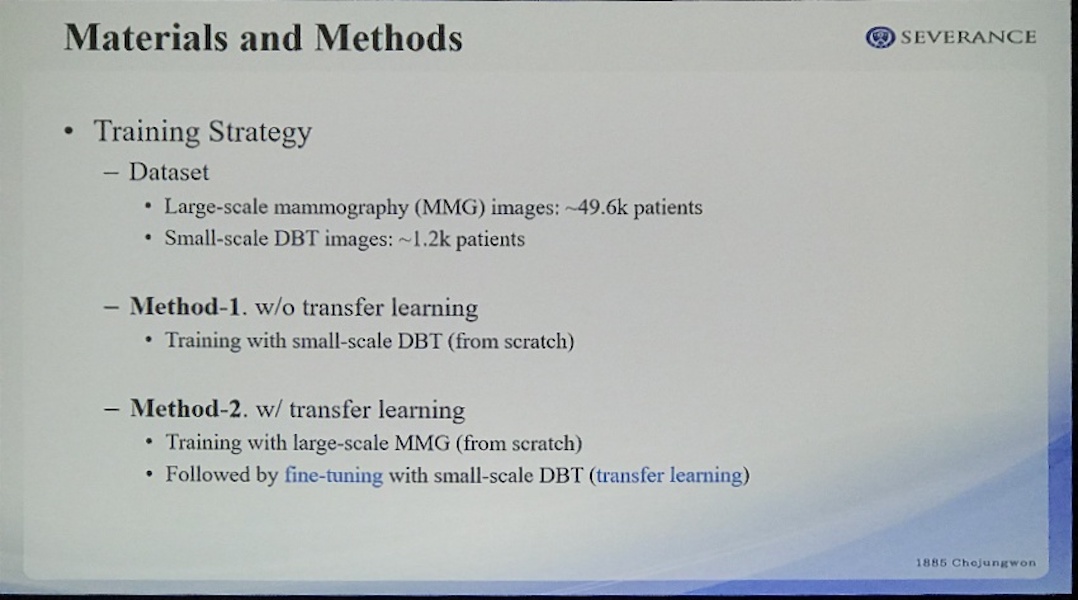 Materials and Methods
SEVERANCE
• Training Strategy
– Dataset
• Large-scale mammography (MMG) images: ~49.6k patients
• Small-scale DBT images: ~1.2k patients
– Method-1. w/o transfer learning
• Training with small-scale DBT (from scratch)
– Method-2. w/ transfer learning
• Training with large-scale MMG (from scratch)
• Followed by fine-tuning with small-scale DBT (transfer learning)
1885 Chejungwon